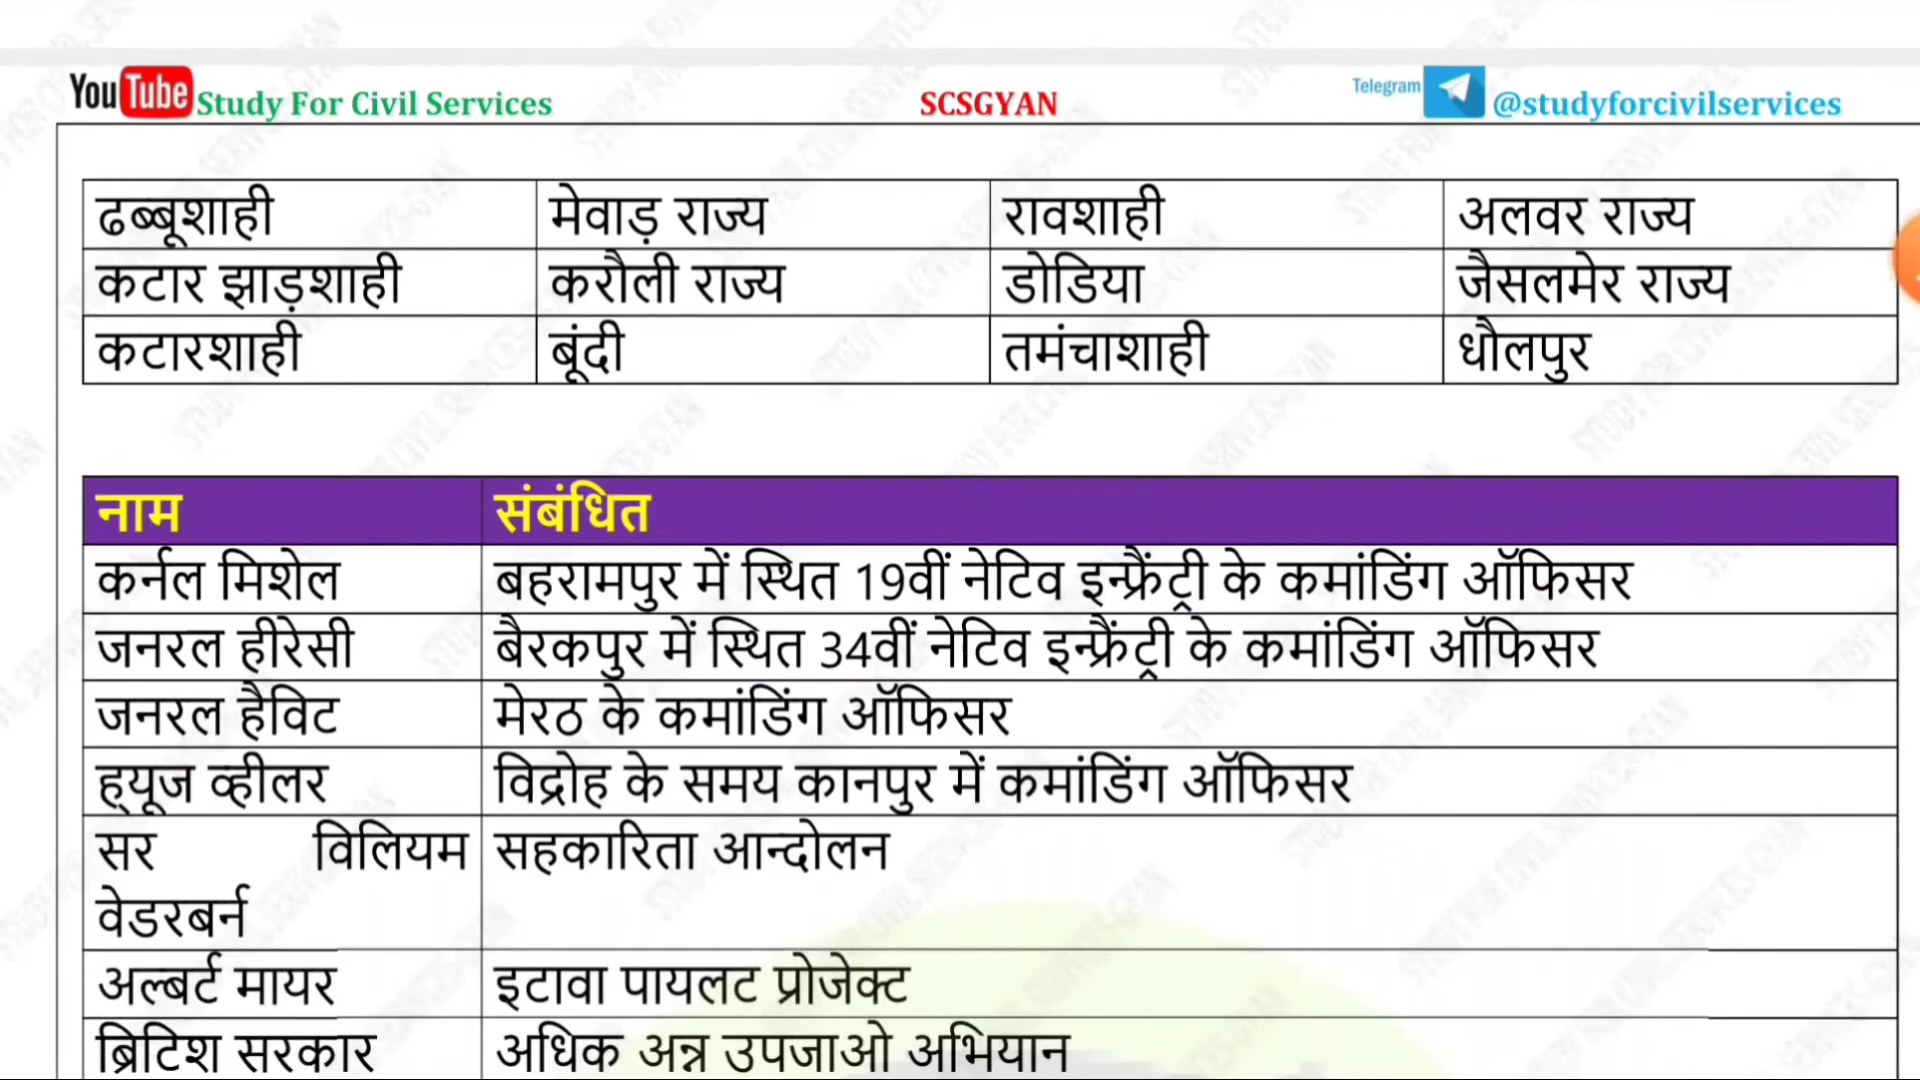 YouTube Study For Civil Services SCSGYAN Telegram @studyforcivilservices
ढब्बूशाही मेवाड़ राज्य रावशाही अलवर राज्य
कटार झाड़शाही करौली राज्य डोडिया जैसलमेर राज्य
कटारशाही बूंदी तमंचाशाही धौलपुर
नाम संबंधित
कर्नल मिशेल बहरामपुर में स्थित 19वीं नेटिव इन्फ्रैंट्री के कमांडिंग ऑफिसर
जनरल हीरेसी बैरकपुर में स्थित 34वीं नेटिव इन्फ्रैंट्री के कमांडिंग ऑफिसर
जनरल हैविट मेरठ के कमांडिंग ऑफिसर
ह्यूज व्हीलर विद्रोह के समय कानपुर में कमांडिंग ऑफिसर
सर विलियम सहकारिता आन्दोलन
वेडरबर्न
अल्बर्ट मायर इटावा पायलट प्रोजेक्ट
ब्रिटिश सरकार अधिक अन्न उपजाओ अभियान